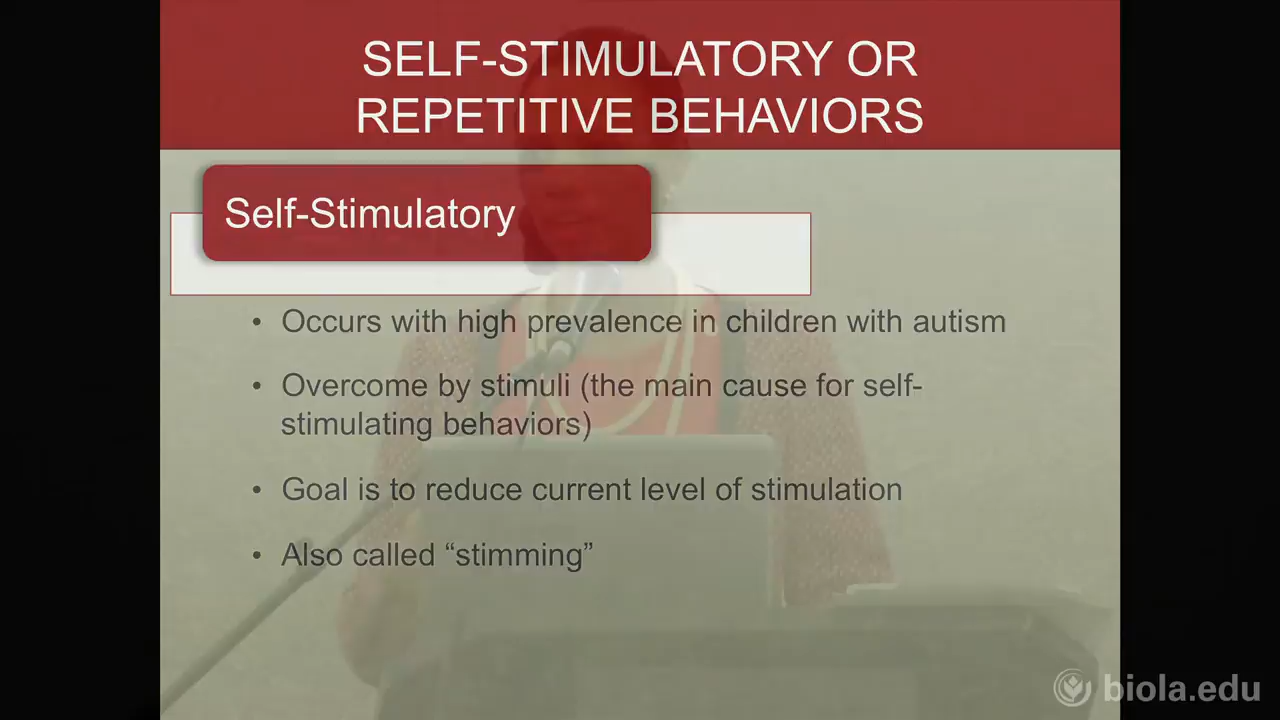 SELF-STIMULATORY OR
REPETITIVE BEHAVIORS
Self-Stimulatory
• Occurs with high prevalence in children with autism
• Overcome by stimuli (the main cause for self-
stimulating behaviors)
• Goal is to reduce current level of stimulation
• Also called “stimming”
biola.edu